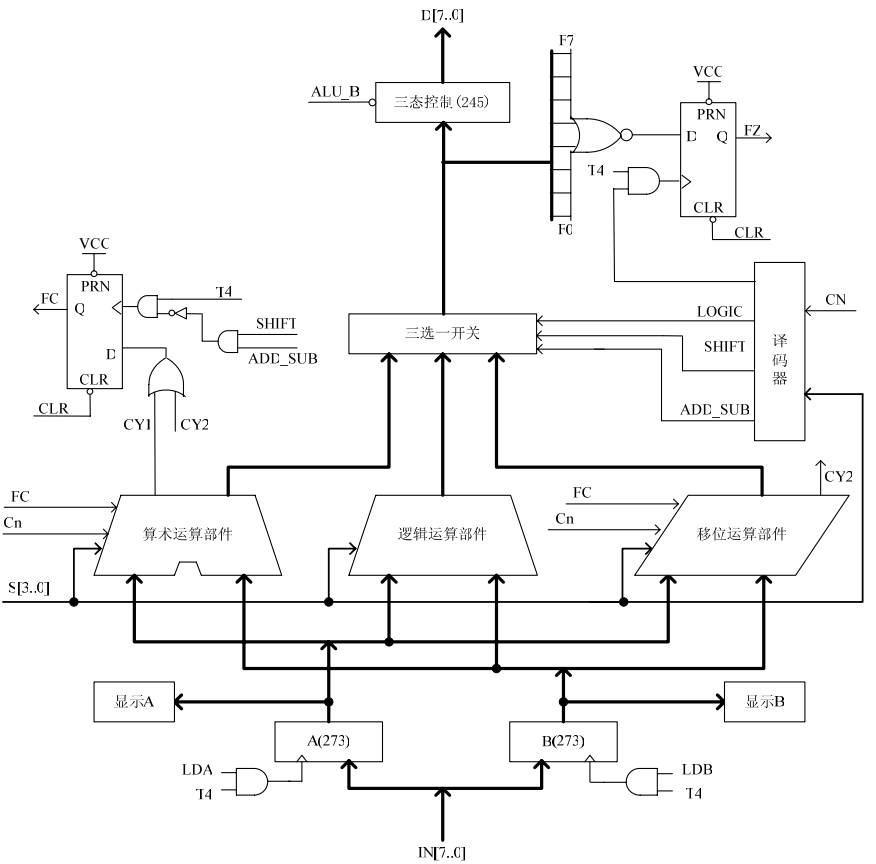 D[7..0]
F7
ALU_B
三态控制(245)
VCC
PRN
D
Q
FZ
T4
CLR
CLR
F0
VCC
PRN
FC
Q
T4
SHIFT
D
ADD_SUB
CLR
CLR
CY1
CY2
三选一开关
LOGIC
SHIFT
ADD_SUB
译码器
CN
CY2
FC
Cn
算术运算部件
逻辑运算部件
FC
Cn
移位运算部件
S[3..0]
显示A
显示B
A(273)
B(273)
LDA
T4
LDB
T4
IN[7..0]